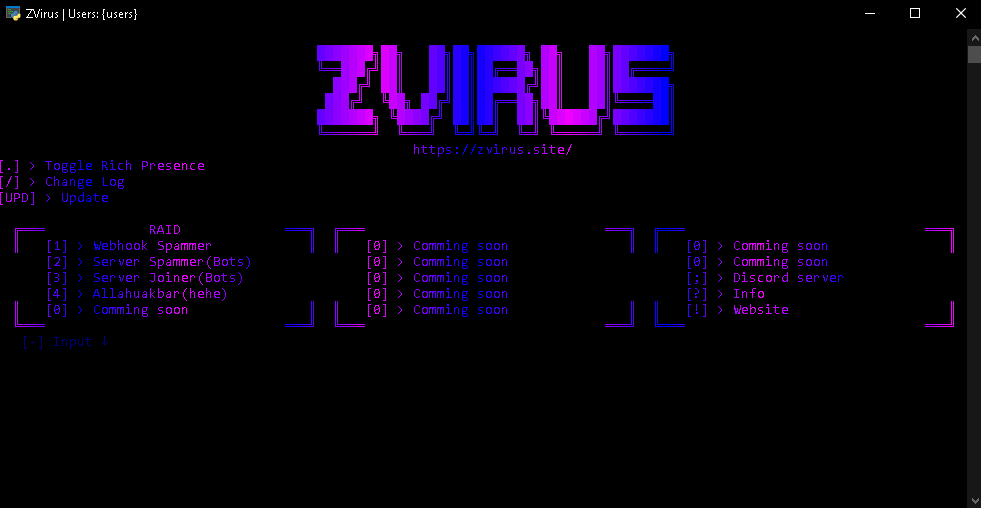 ZVirus | Users: {users}
ZVIRUS
https://zvirus.site/
[.] > Toggle Rich Presence
[/] > Change Log
[UPD] > Update
RAID
[1] > Webhook Spammer [0] > Comming soon [0] > Comming soon
[2] > Server Spammer(Bots) [0] > Comming soon [0] > Comming soon
[3] > Server Joiner(Bots) [0] > Comming soon [;] > Discord server
[4] > Allahuakbar(hehe) [0] > Comming soon [?] > Info
[0] > Comming soon [0] > Comming soon [!] > Website
Input